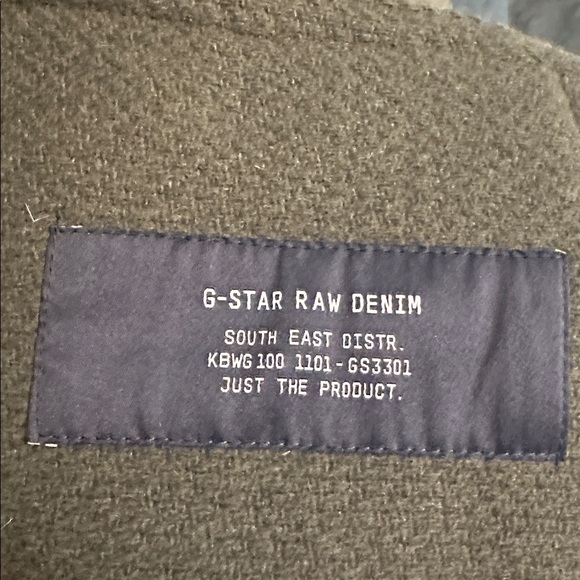 G-STAR RAW DENIM
SOUTH EAST DISTR.
KBWG 100 1101-GS3301
JUST THE PRODUCT.